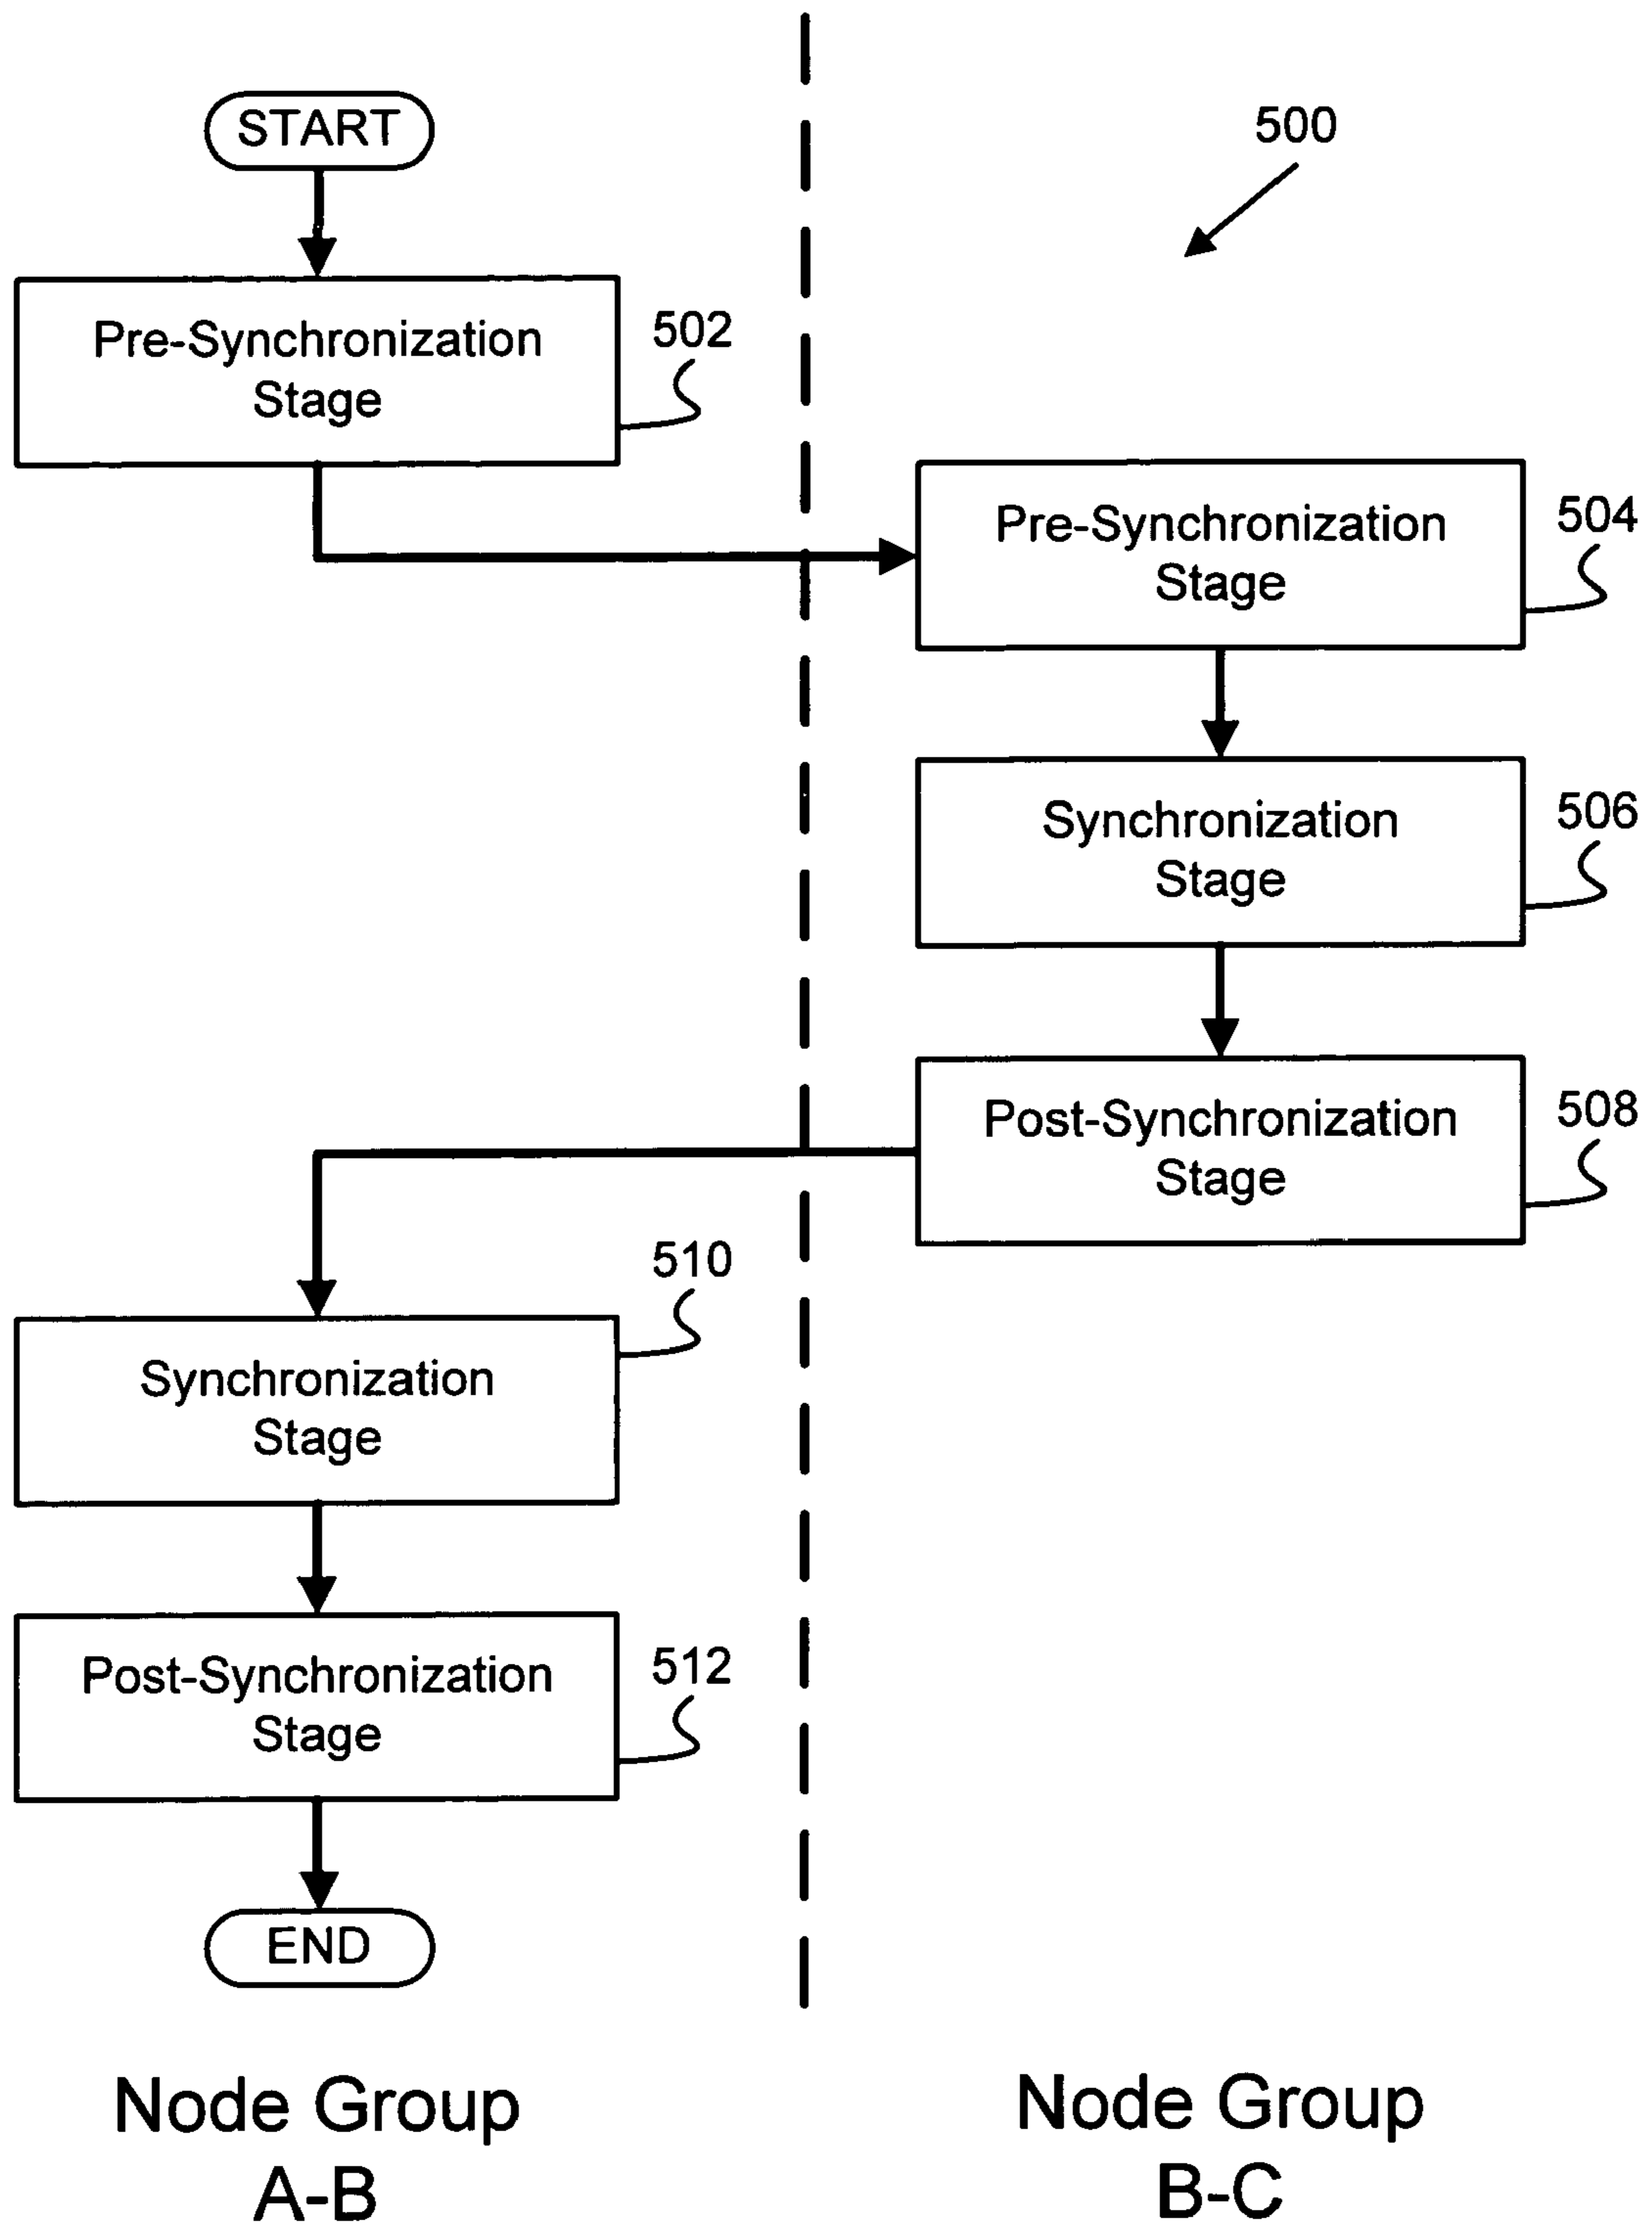 START
500
Pre-Synchronization
Stage
502
Pre-Synchronization
Stage
504
Synchronization
Stage
506
Post-Synchronization
Stage
508
510
Synchronization
Stage
Post-Synchronization
Stage
512
END
Node Group
A-B
Node Group
B-C